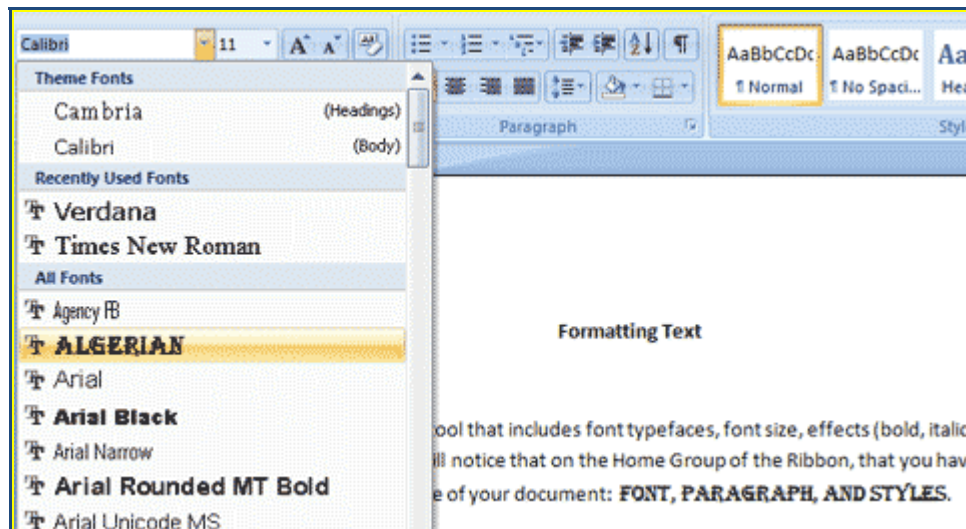 Calibri 11
AaBbCcDc AaBbCcDc Aa
¶ Normal ¶ No Spaci... Hea
Paragraph Styl
Theme Fonts
Cambria (Headings)
Calibri (Body)
Recently Used Fonts
Verdana
Times New Roman
All Fonts
Agency FB
ALGERIAN
Arial
Arial Black
Arial Narrow
Arial Rounded MT Bold
Arial Unicode MS
Formatting Text
ool that includes font typefaces, font size, effects (bold, italic
ll notice that on the Home Group of the Ribbon, that you hav
e of your document: FONT, PARAGRAPH, AND STYLES.